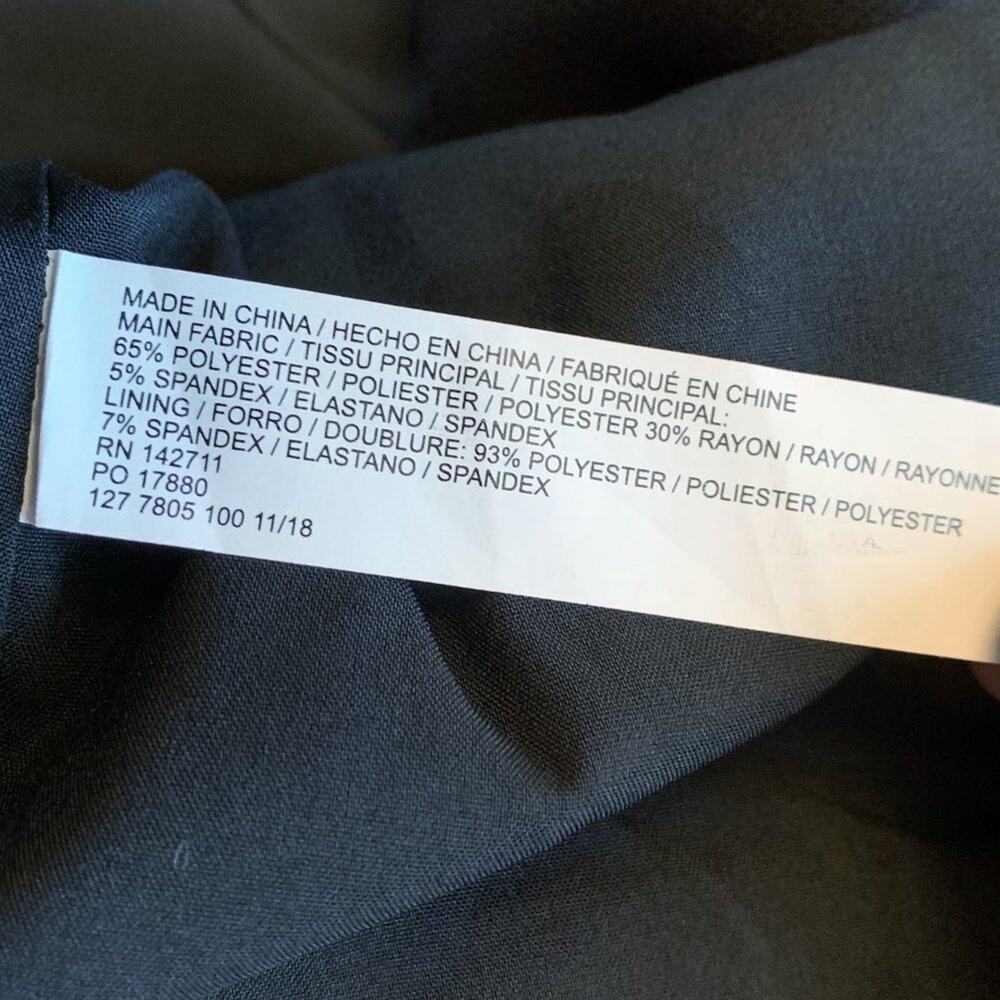 MADE IN CHINA / HECHO EN CHINA / FABRIQUÉ EN CHINE
MAIN FABRIC / TISSU PRINCIPAL / TISSU PRINCIPAL:
65% POLYESTER / POLIESTER / POLYESTER 30% RAYON / RAYON / RAYONNE
5% SPANDEX / ELASTANO / SPANDEX
LINING / FORRO / DOUBLURE: 93% POLYESTER / POLIESTER / POLYESTER
7% SPANDEX / ELASTANO / SPANDEX
RN 142711
PO 17880
127 7805 100 11/18